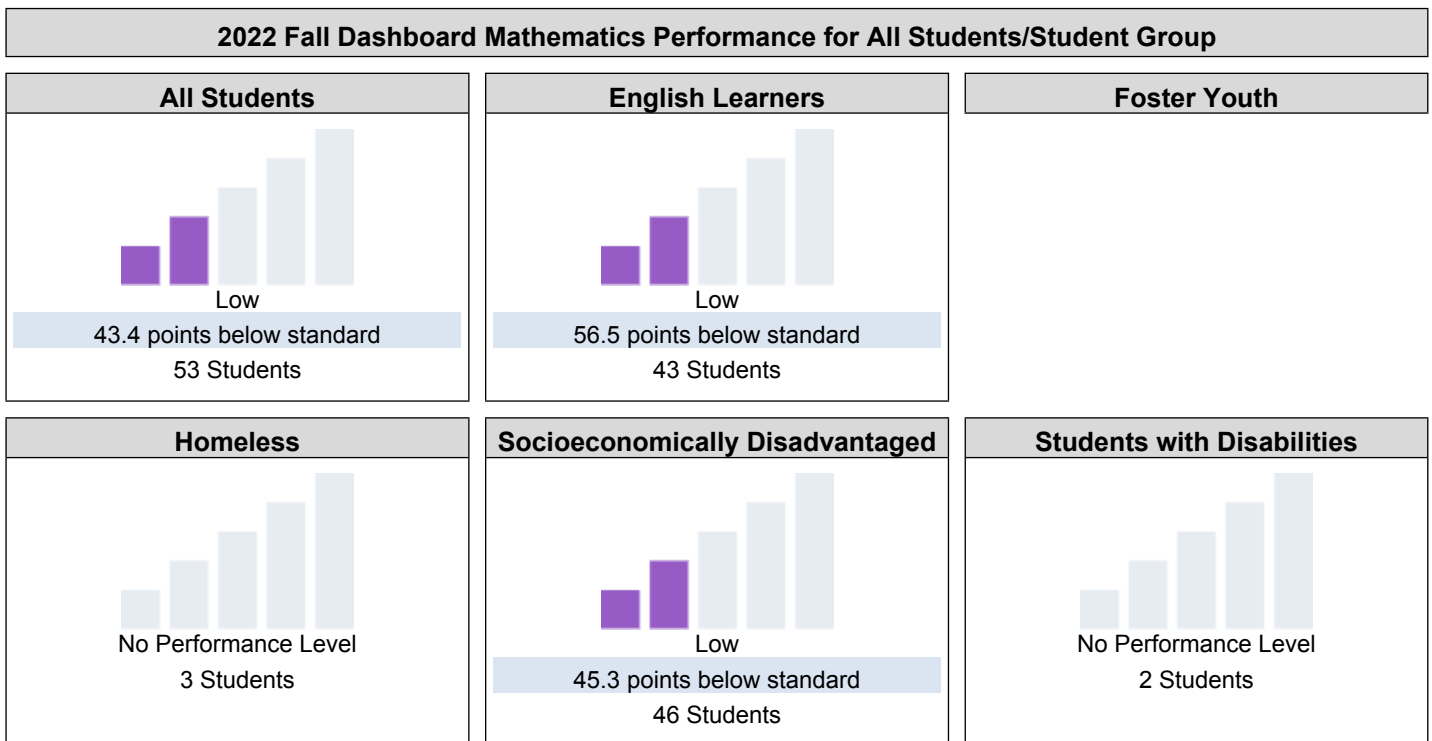 2022 Fall Dashboard Mathematics Performance for All Students/Student Group
All Students
Low
43.4 points below standard
53 Students
English Learners
Low
56.5 points below standard
43 Students
Foster Youth
Homeless
No Performance Level
3 Students
Socioeconomically Disadvantaged
Low
45.3 points below standard
46 Students
Students with Disabilities
No Performance Level
2 Students